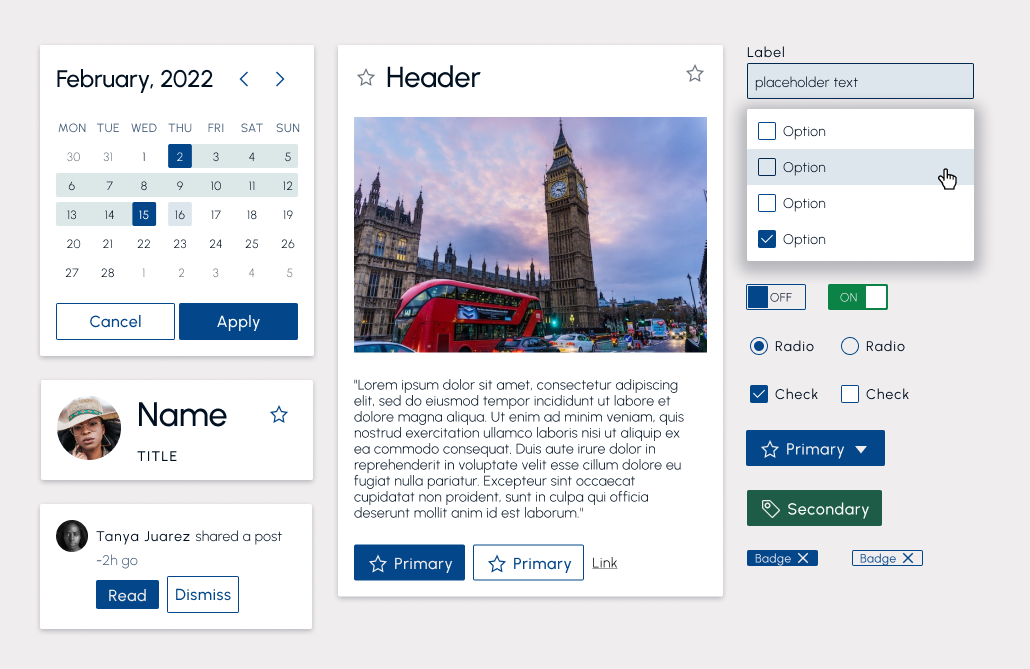 February, 2022
MON TUE WED THU FRI SAT SUN
30 31 1 2 3 4 5
6 7 8 9 10 11 12
13 14 15 16 17 18 19
20 21 22 23 24 25 26
27 28 1 2 3 4 5
Cancel Apply
Name
TITLE
Tanya Juarez shared a post
-2h go
Read Dismiss
Header
"Lorem ipsum dolor sit amet, consectetur adipiscing
elit, sed do eiusmod tempor incididunt ut labore et
dolore magna aliqua. Ut enim ad minim veniam, quis
nostrud exercitation ullamco laboris nisi ut aliquip ex
ea commodo consequat. Duis aute irure dolor in
reprehenderit in voluptate velit esse cillum dolore eu
fugiat nulla pariatur. Excepteur sint occaecat
cupidatat non proident, sunt in culpa qui officia
deserunt mollit anim id est laborum."
Primary Primary Link
Label
placeholder text
Option
Option
Option
Option
OFF ON
Radio Radio
Check Check
Primary
Secondary
Badge Badge